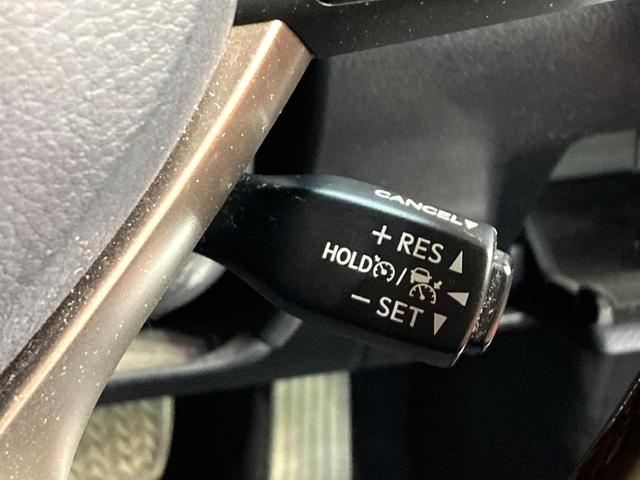 CANCEL▼
+ RES ▲
HOLD / ◄
− SET ▼